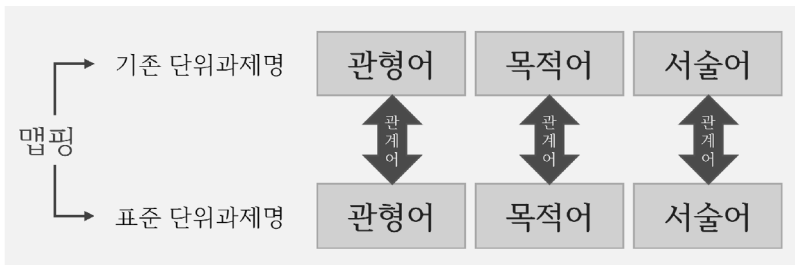 기존 단위과제명 관형어 목적어 서술어
맵핑
관계어 관계어 관계어
표준 단위과제명 관형어 목적어 서술어